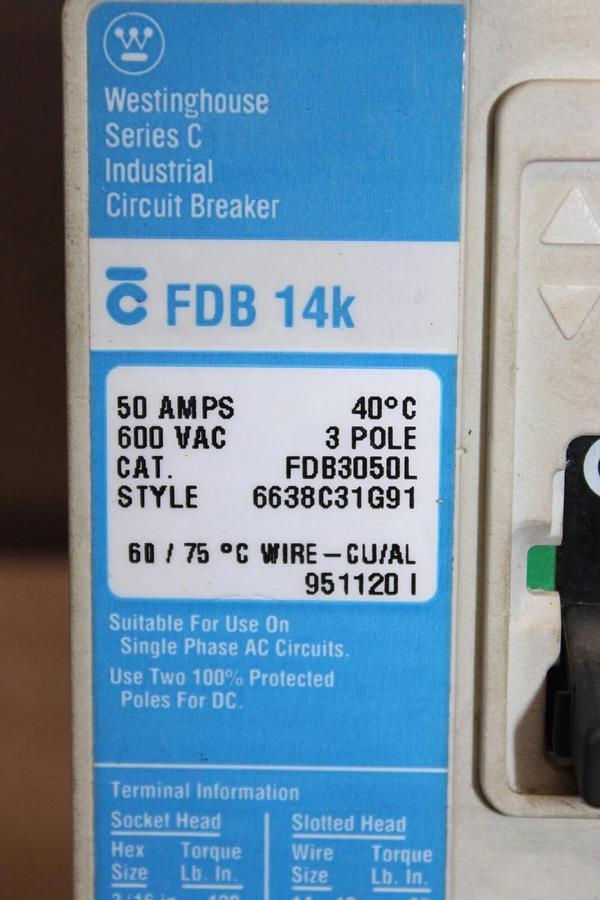 Westinghouse
Series C
Industrial
Circuit Breaker
C FDB 14k
50 AMPS 40°C
600 VAC 3 POLE
CAT. FDB3050L
STYLE 6638C31G91
60 / 75 °C WIRE-CU/AL
951120 I
Suitable For Use On
Single Phase AC Circuits.
Use Two 100% Protected
Poles For DC.
Terminal Information
Socket Head Slotted Head
Hex Torque Wire Torque
Size Lb. In. Size Lb. In.